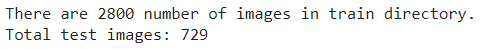 There are 2800 number of images in train directory.
Total test images: 729